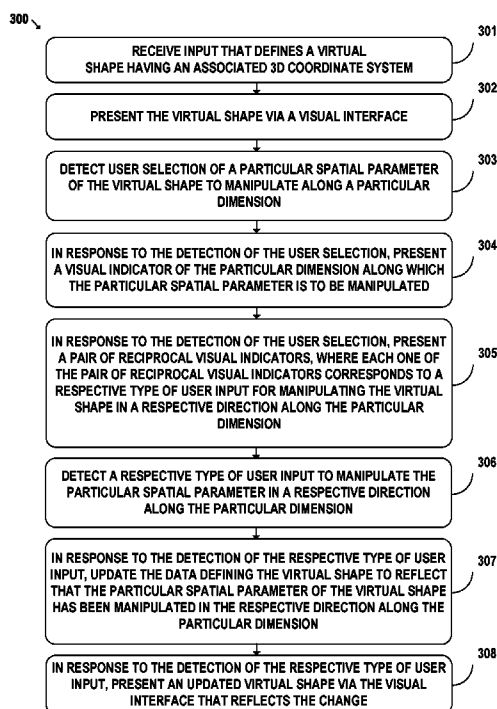 300
301
RECEIVE INPUT THAT DEFINES A VIRTUAL
SHAPE HAVING AN ASSOCIATED 3D COORDINATE SYSTEM
302
PRESENT THE VIRTUAL SHAPE VIA A VISUAL INTERFACE
303
DETECT USER SELECTION OF A PARTICULAR SPATIAL PARAMETER
OF THE VIRTUAL SHAPE TO MANIPULATE ALONG A PARTICULAR
DIMENSION
304
IN RESPONSE TO THE DETECTION OF THE USER SELECTION, PRESENT
A VISUAL INDICATOR OF THE PARTICULAR DIMENSION ALONG WHICH
THE PARTICULAR SPATIAL PARAMETER IS TO BE MANIPULATED
305
IN RESPONSE TO THE DETECTION OF THE USER SELECTION, PRESENT
A PAIR OF RECIPROCAL VISUAL INDICATORS, WHERE EACH ONE OF
THE PAIR OF RECIPROCAL VISUAL INDICATORS CORRESPONDS TO A
RESPECTIVE TYPE OF USER INPUT FOR MANIPULATING THE VIRTUAL
SHAPE IN A RESPECTIVE DIRECTION ALONG THE PARTICULAR
DIMENSION
306
DETECT A RESPECTIVE TYPE OF USER INPUT TO MANIPULATE THE
PARTICULAR SPATIAL PARAMETER IN A RESPECTIVE DIRECTION
ALONG THE PARTICULAR DIMENSION
307
IN RESPONSE TO THE DETECTION OF THE RESPECTIVE TYPE OF USER
INPUT, UPDATE THE DATA DEFINING THE VIRTUAL SHAPE TO REFLECT
THAT THE PARTICULAR SPATIAL PARAMETER OF THE VIRTUAL SHAPE
HAS BEEN MANIPULATED IN THE RESPECTIVE DIRECTION ALONG THE
PARTICULAR DIMENSION
308
IN RESPONSE TO THE DETECTION OF THE RESPECTIVE TYPE OF USER
INPUT, PRESENT AN UPDATED VIRTUAL SHAPE VIA THE VISUAL
INTERFACE THAT REFLECTS THE CHANGE